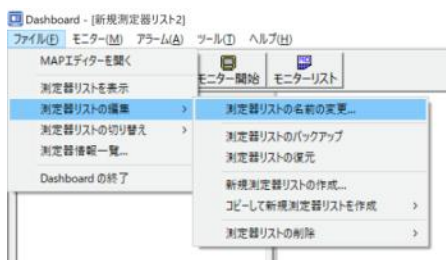 Dashboard - [新規測定器リスト2]
ファイル(F) モニター(M) アラーム(A) ツール(T) ヘルプ(H)
MAPエディターを開く
測定器リストを表示
測定器リストの編集 >
測定器リストの切り替え >
測定器情報一覧...
Dashboard の終了
モニター開始 モニターリスト
測定器リストの名前の変更...
測定器リストのバックアップ
測定器リストの復元
新規測定器リストの作成...
コピーして新規測定器リストを作成 >
測定器リストの削除 >